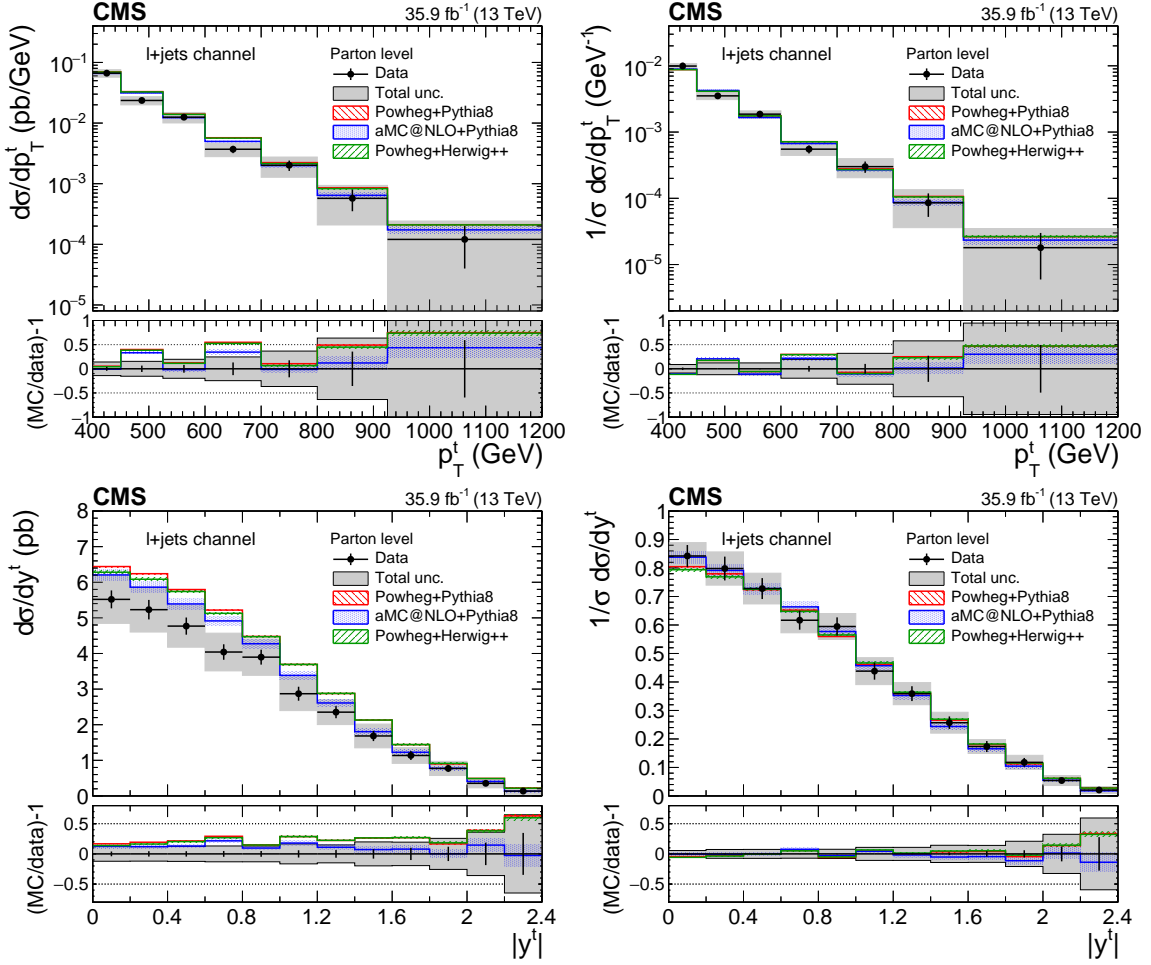 CMS 35.9 fb⁻¹ (13 TeV)
l+jets channel
Parton level
Data
Total unc.
Powheg+Pythia8
aMC@NLO+Pythia8
Powheg+Herwig++
dσ/dp_T^t (pb/GeV)
10⁻¹
10⁻²
10⁻³
10⁻⁴
10⁻⁵
(MC/data)-1
1
0.5
0
−0.5
−1
400 500 600 700 800 900 1000 1100 1200
p_T^t (GeV)
CMS 35.9 fb⁻¹ (13 TeV)
l+jets channel
Parton level
Data
Total unc.
Powheg+Pythia8
aMC@NLO+Pythia8
Powheg+Herwig++
1/σ dσ/dp_T^t (GeV⁻¹)
10⁻²
10⁻³
10⁻⁴
10⁻⁵
(MC/data)-1
1
0.5
0
−0.5
−1
400 500 600 700 800 900 1000 1100 1200
p_T^t (GeV)
CMS 35.9 fb⁻¹ (13 TeV)
l+jets channel
Parton level
Data
Total unc.
Powheg+Pythia8
aMC@NLO+Pythia8
Powheg+Herwig++
dσ/dy^t (pb)
8
7
6
5
4
3
2
1
0
(MC/data)-1
0.5
0
−0.5
0 0.4 0.8 1.2 1.6 2 2.4
|y^t|
CMS 35.9 fb⁻¹ (13 TeV)
l+jets channel
Parton level
Data
Total unc.
Powheg+Pythia8
aMC@NLO+Pythia8
Powheg+Herwig++
1/σ dσ/dy^t
1
0.9
0.8
0.7
0.6
0.5
0.4
0.3
0.2
0.1
0
(MC/data)-1
0.5
0
−0.5
0 0.4 0.8 1.2 1.6 2 2.4
|y^t|